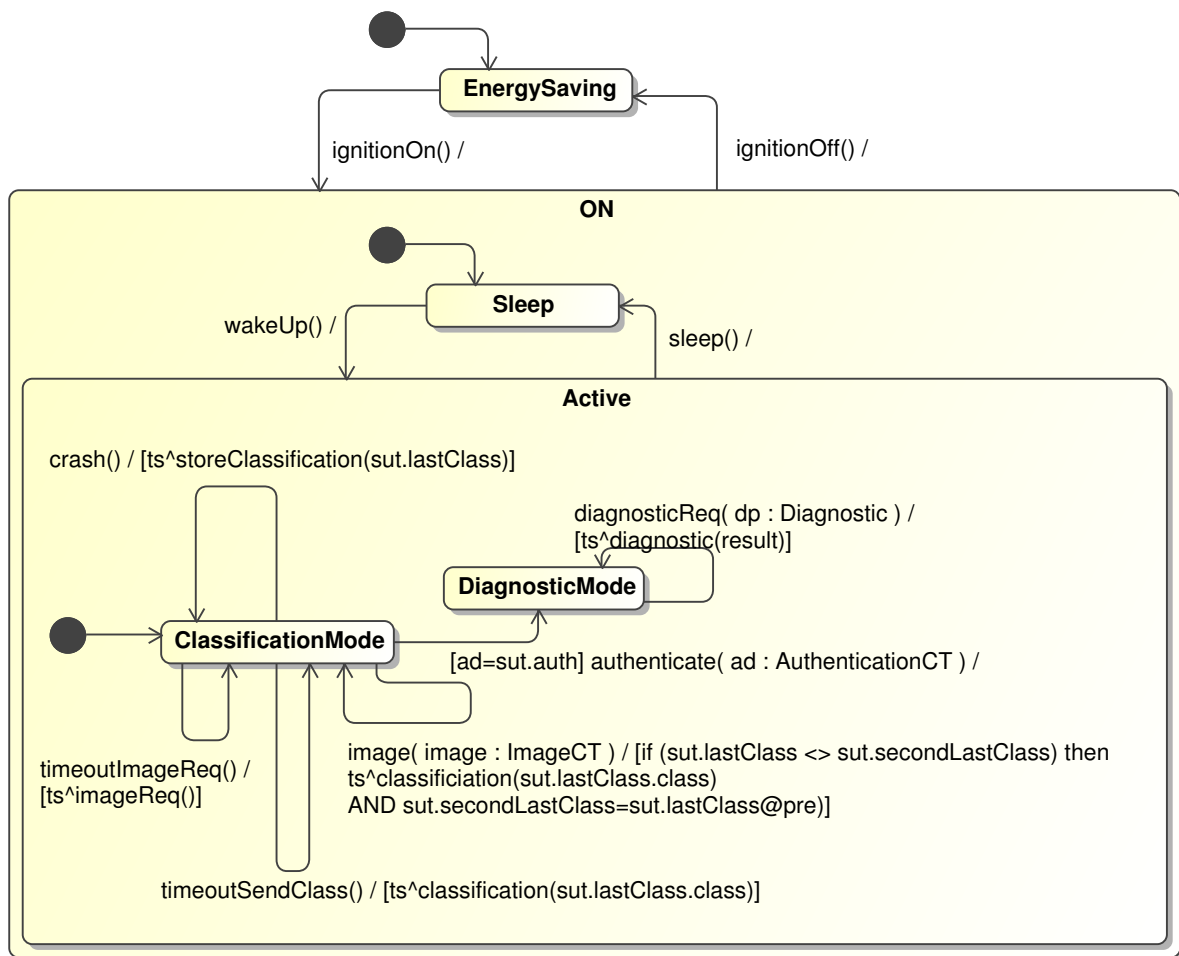 EnergySaving
ignitionOn() /
ignitionOff() /
ON
Sleep
wakeUp() /
sleep() /
Active
crash() / [ts^storeClassification(sut.lastClass)]
diagnosticReq( dp : Diagnostic ) /
[ts^diagnostic(result)]
DiagnosticMode
ClassificationMode
[ad=sut.auth] authenticate( ad : AuthenticationCT ) /
image( image : ImageCT ) / [if (sut.lastClass <> sut.secondLastClass) then
ts^classificiation(sut.lastClass.class)
AND sut.secondLastClass=sut.lastClass@pre)]
timeoutImageReq() /
[ts^imageReq()]
timeoutSendClass() / [ts^classification(sut.lastClass.class)]